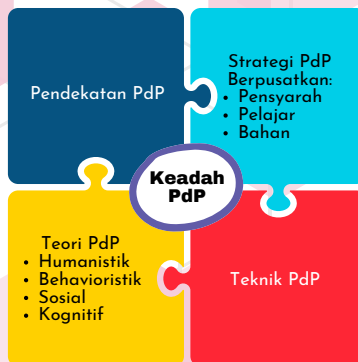 Pendekatan PdP
Strategi PdP
Berpusatkan:
• Pensyarah
• Pelajar
• Bahan
Keadah
PdP
Teori PdP
• Humanistik
• Behavioristik
• Sosial
• Kognitif
Teknik PdP